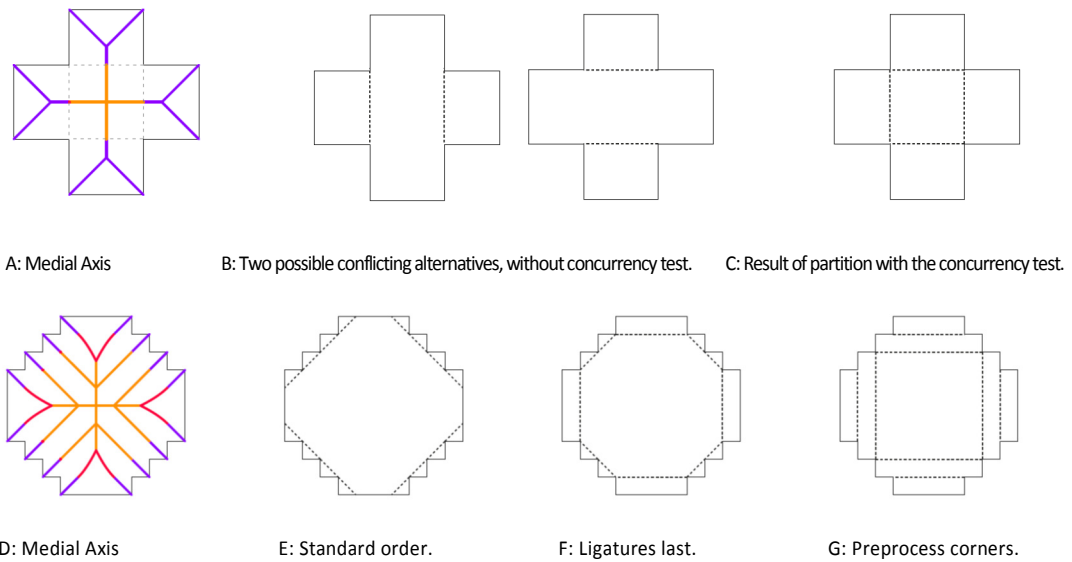 A: Medial Axis
B: Two possible conflicting alternatives, without concurrency test.
C: Result of partition with the concurrency test.
D: Medial Axis
E: Standard order.
F: Ligatures last.
G: Preprocess corners.